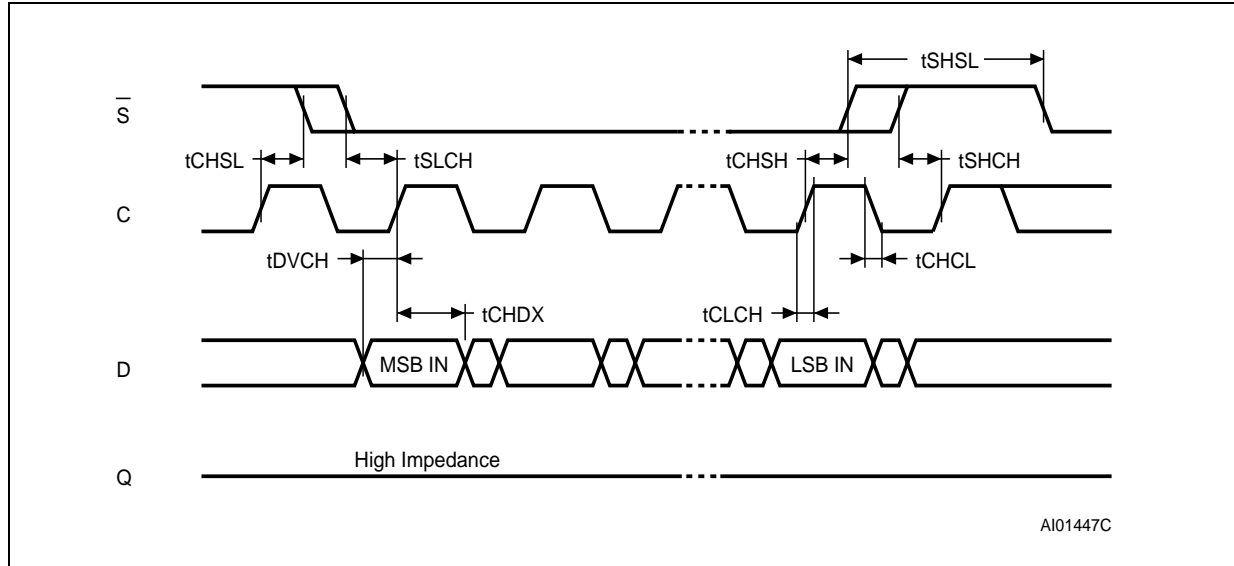 tSHSL
S̅
tCHSL
tSLCH
tCHSH
tSHCH
C
tDVCH
tCHCL
tCHDX
tCLCH
D
MSB IN
LSB IN
High Impedance
Q
AI01447C